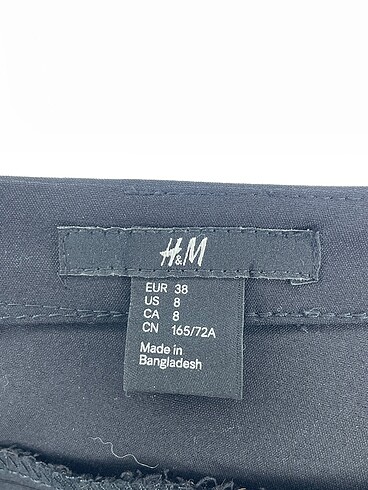 H&M
EUR 38
US 8
CA 8
CN 165/72A
Made in
Bangladesh